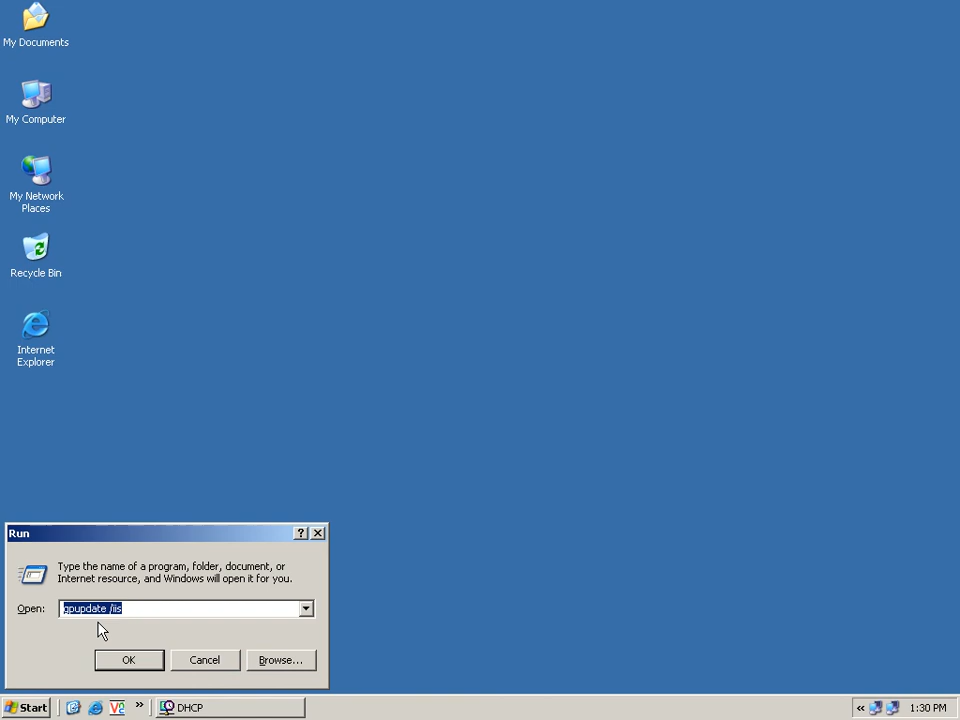 My Documents
My Computer
My Network
Places
Recycle Bin
Internet
Explorer
Run
Type the name of a program, folder, document, or
Internet resource, and Windows will open it for you.
Open: gpupdate /iis
OK Cancel Browse...
Start V2 » DHCP « 1:30 PM